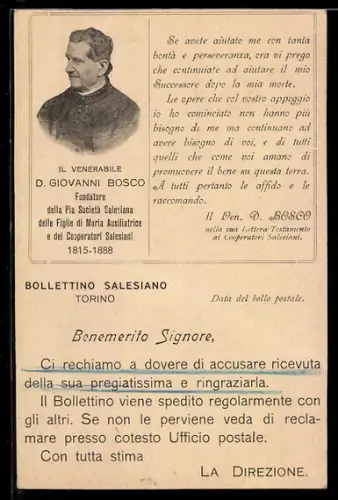 IL VENERABILE
D. GIOVANNI BOSCO
Fondatore
della Pia Società Salesiana
delle Figlie di Maria Ausiliatrice
e dei Cooperatori Salesiani
1815-1888
Se avete aiutato me con tanta
bontà e perseveranza, ora vi prego
che continuiate ad aiutare il mio
Successore dopo la mia morte.
Le opere che col vostro appoggio
io ho cominciato non hanno più
bisogno di me ma continuano ad
avere bisogno di voi, e di tutti
quelli che come voi amano di
promuovere il bene su questa terra.
A tutti pertanto le affido e le
raccomando.
Il Ven. D. BOSCO
nella sua Lettera-Testamento
ai Cooperatori Salesiani.
BOLLETTINO SALESIANO
TORINO
Data del bollo postale.
Benemerito Signore,
Ci rechiamo a dovere di accusare ricevuta
della sua pregiatissima e ringraziarla.
Il Bollettino viene spedito regolarmente con
gli altri. Se non le perviene veda di recla-
mare presso cotesto Ufficio postale.
Con tutta stima
LA DIREZIONE.